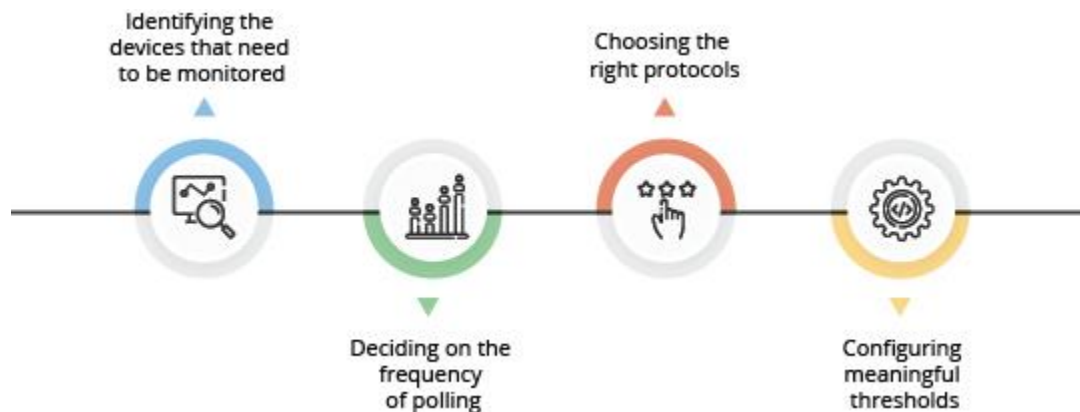 Identifying the
devices that need
to be monitored
Deciding on the
frequency
of polling
Choosing the
right protocols
Configuring
meaningful
thresholds